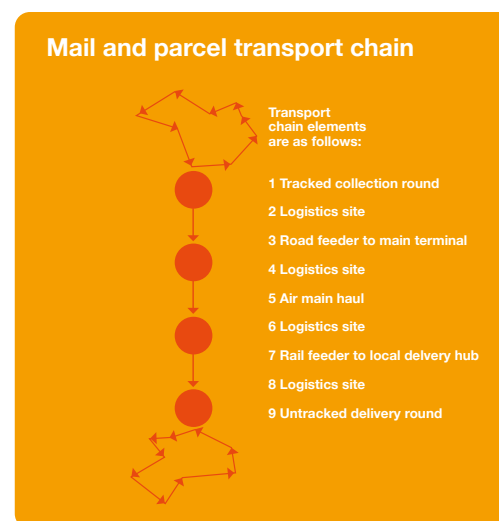 Mail and parcel transport chain
Transport
chain elements
are as follows:
1 Tracked collection round
2 Logistics site
3 Road feeder to main terminal
4 Logistics site
5 Air main haul
6 Logistics site
7 Rail feeder to local delvery hub
8 Logistics site
9 Untracked delivery round